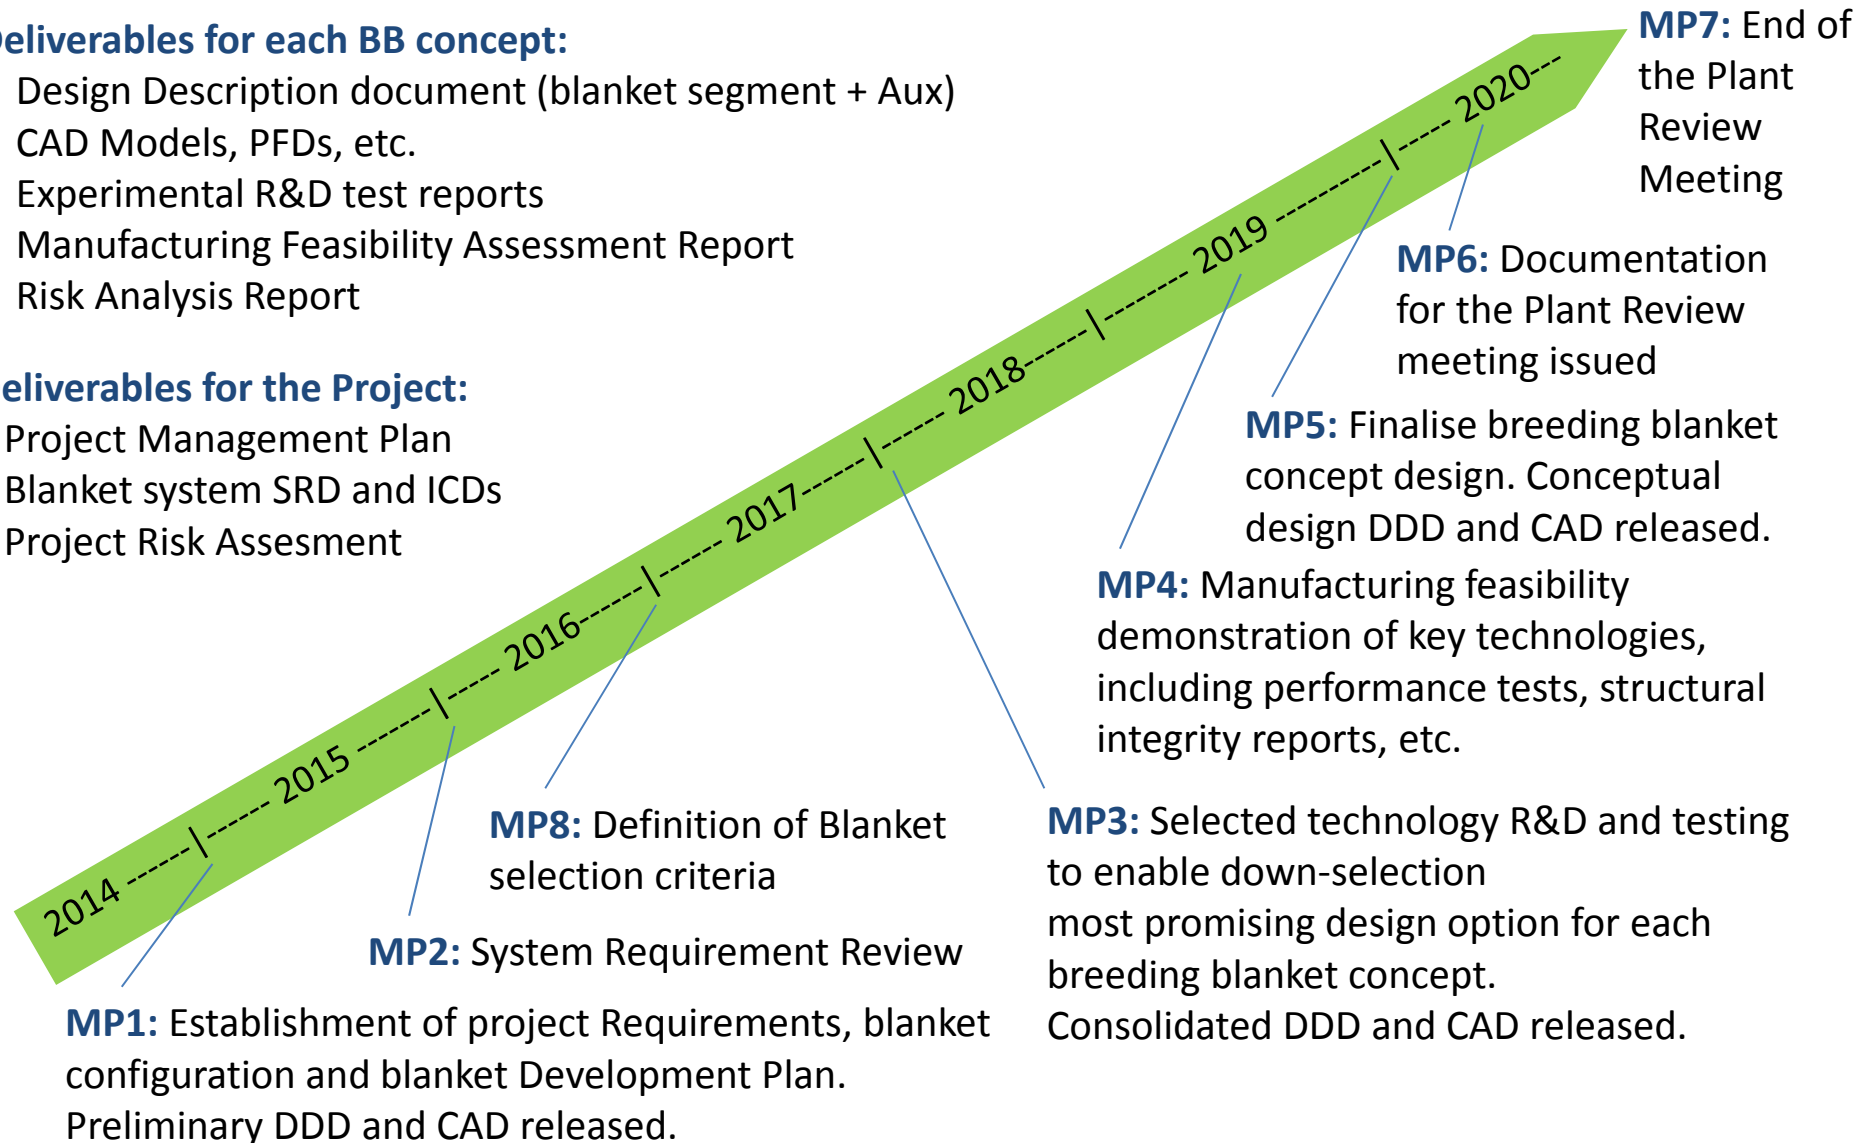 eliverables for each BB concept:
Design Description document (blanket segment + Aux)
CAD Models, PFDs, etc.
Experimental R&D test reports
Manufacturing Feasibility Assessment Report
Risk Analysis Report
eliverables for the Project:
Project Management Plan
Blanket system SRD and ICDs
Project Risk Assesment
2014
2015
2016
2017
2018
2019
2020
MP7: End of
the Plant
Review
Meeting
MP6: Documentation
for the Plant Review
meeting issued
MP5: Finalise breeding blanket
concept design. Conceptual
design DDD and CAD released.
MP4: Manufacturing feasibility
demonstration of key technologies,
including performance tests, structural
integrity reports, etc.
MP3: Selected technology R&D and testing
to enable down-selection
most promising design option for each
breeding blanket concept.
Consolidated DDD and CAD released.
MP8: Definition of Blanket
selection criteria
MP2: System Requirement Review
MP1: Establishment of project Requirements, blanket
configuration and blanket Development Plan.
Preliminary DDD and CAD released.